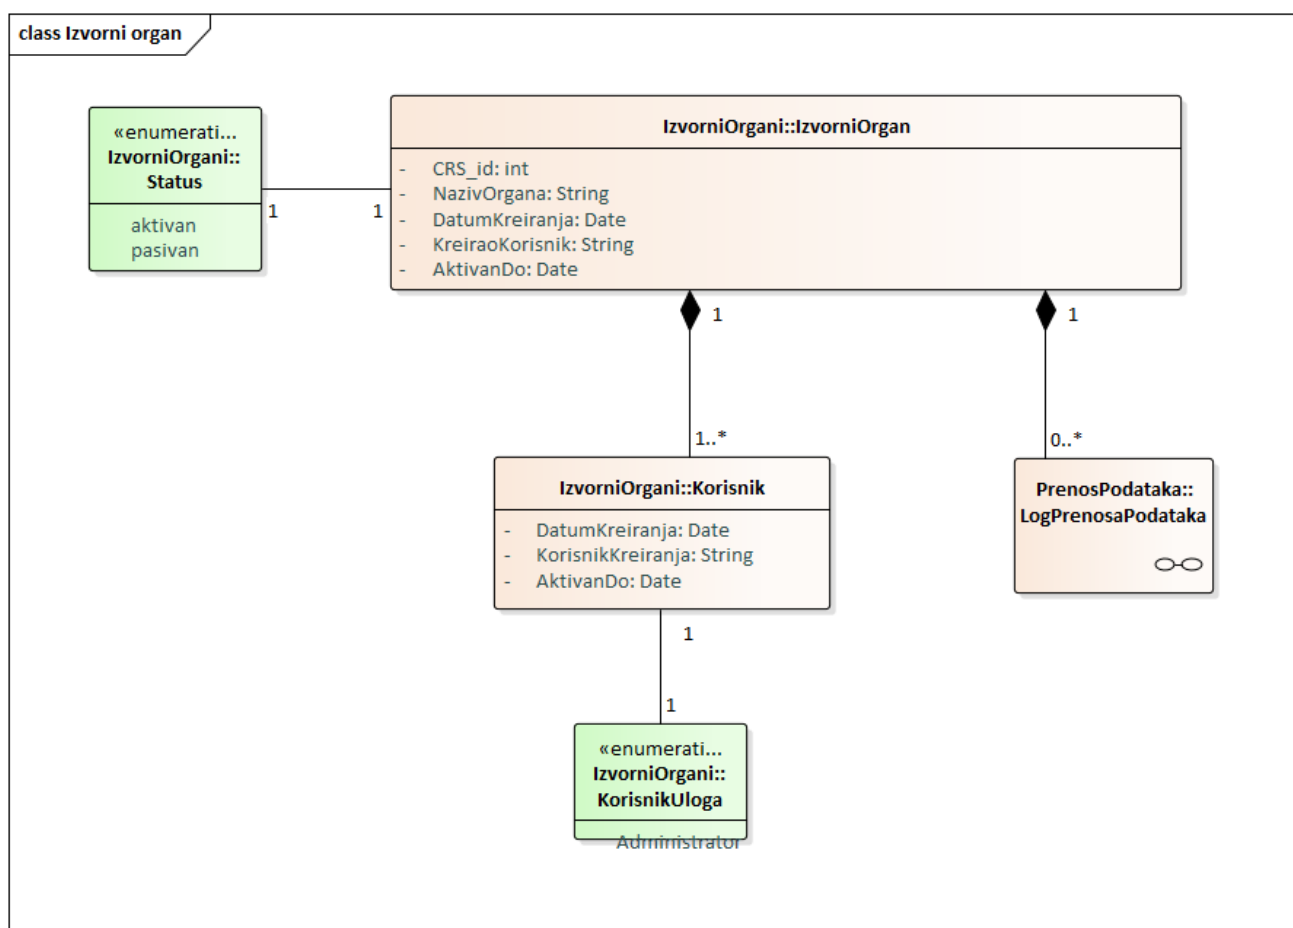 class Izvorni organ
«enumerati...
IzvorniOrgani::
Status
aktivan
pasivan
1
1
IzvorniOrgani::IzvorniOrgan
- CRS_id: int
- NazivOrgana: String
- DatumKreiranja: Date
- KreiraoKorisnik: String
- AktivanDo: Date
1
1
1..*
0..*
IzvorniOrgani::Korisnik
- DatumKreiranja: Date
- KorisnikKreiranja: String
- AktivanDo: Date
PrenosPodataka::
LogPrenosaPodataka
1
1
«enumerati...
IzvorniOrgani::
KorisnikUloga
Administrator